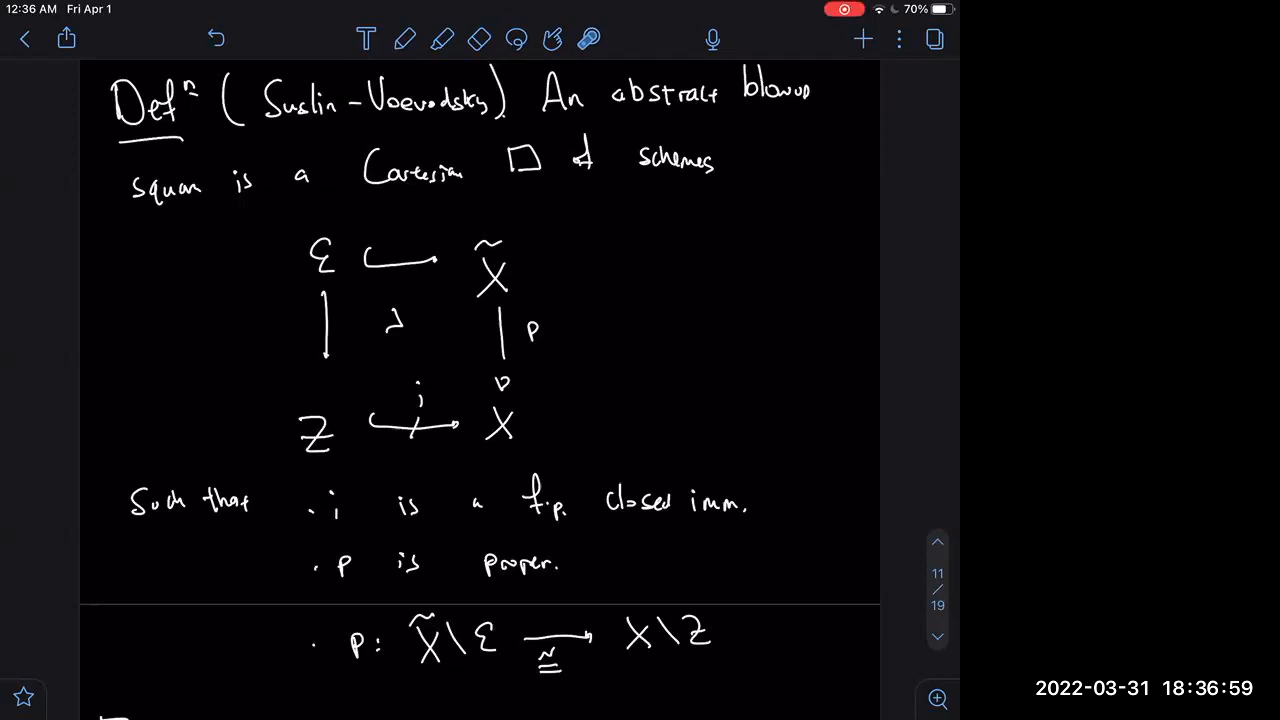 12:36 AM Fri Apr 1
70%
Defⁿ (Suslin-Voevodsky). An abstract blowup
square is a Cartesian □ of schemes
ℰ X̃
p
i
Z X
Such that · i is a f.p. closed imm.
· p is proper.
11
/
19
· p: X̃\ℰ →≅ X\Z
2022-03-31 18:36:59